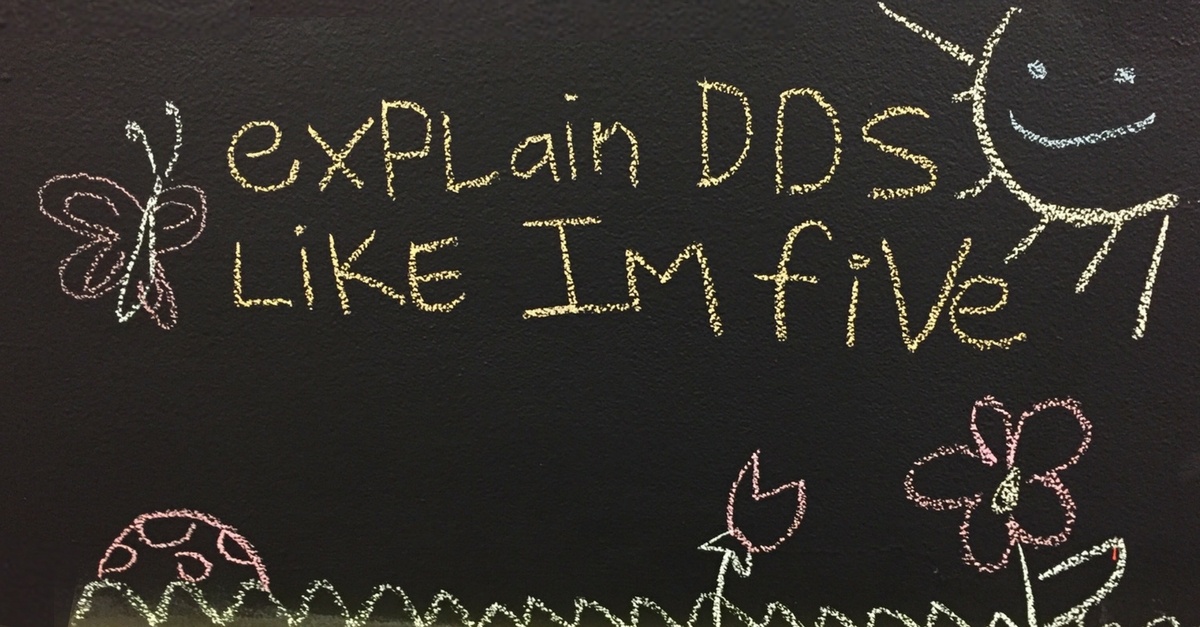 exPLain DDS
LiKE IM fiVe